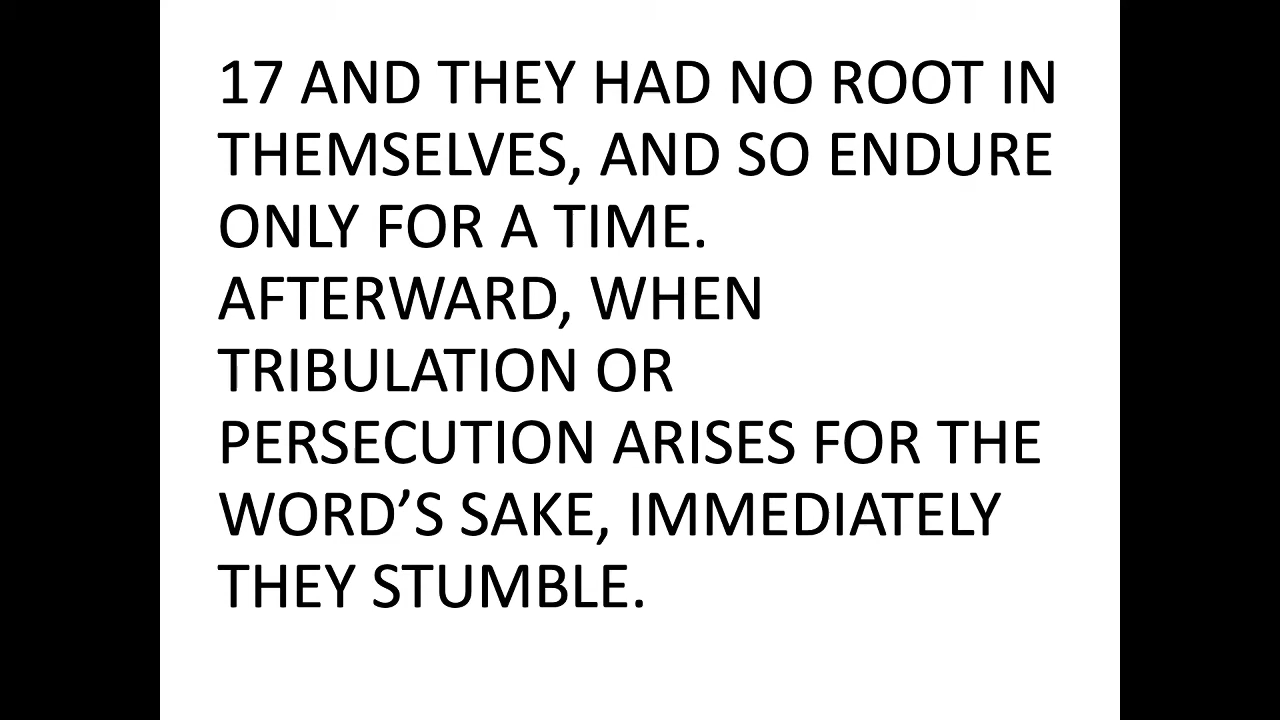 17 AND THEY HAD NO ROOT IN
THEMSELVES, AND SO ENDURE
ONLY FOR A TIME.
AFTERWARD, WHEN
TRIBULATION OR
PERSECUTION ARISES FOR THE
WORD’S SAKE, IMMEDIATELY
THEY STUMBLE.